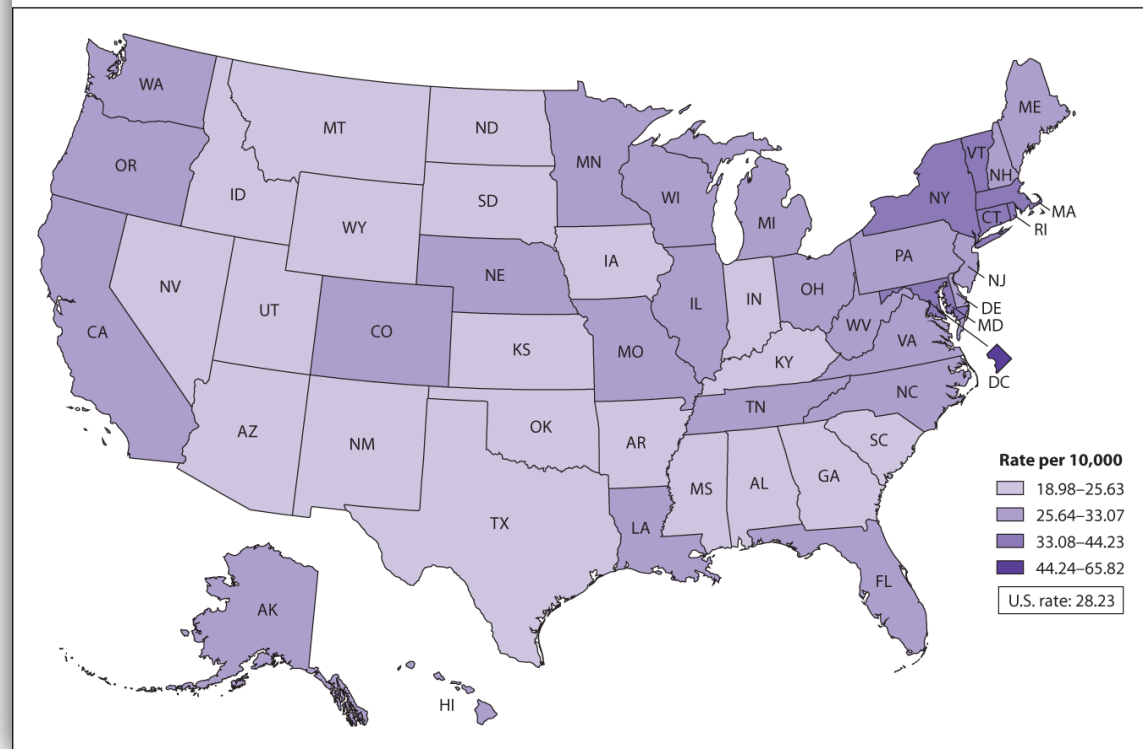 WA
ME
MT
ND
VT
MN
OR
NH
ID
WI
NY
SD
MA
WY
MI
CT
RI
IA
PA
NE
NJ
NV
OH
IL
IN
UT
DE
CO
WV
MD
CA
VA
KS
MO
KY
DC
NC
TN
AZ
OK
NM
AR
SC
Rate per 10,000
GA
MS
AL
18.98–25.63
TX
LA
25.64–33.07
33.08–44.23
44.24–65.82
FL
U.S. rate: 28.23
AK
HI